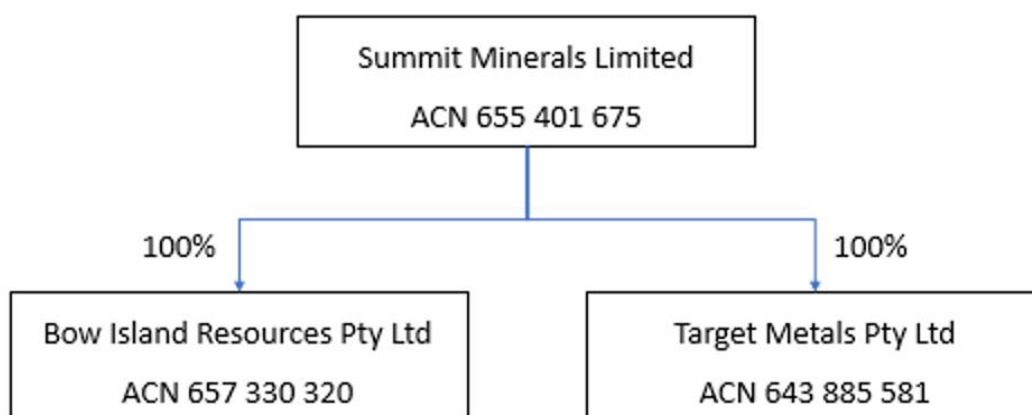 Summit Minerals Limited
ACN 655 401 675
100%
100%
Bow Island Resources Pty Ltd
ACN 657 330 320
Target Metals Pty Ltd
ACN 643 885 581